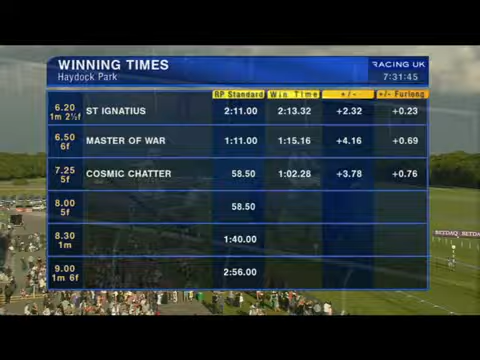 WINNING TIMES
Haydock Park
RACING UK
7:31:45
RP Standard Win Time +/- +/- Furlong
6.20 ST IGNATIUS 2:11.00 2:13.32 +2.32 +0.23
1m 2½f
6.50 MASTER OF WAR 1:11.00 1:15.16 +4.16 +0.69
6f
7.25 COSMIC CHATTER 58.50 1:02.28 +3.78 +0.76
5f
8.00 58.50
5f
8.30 1:40.00
1m
9.00 2:56.00
1m 6f
BETDAQ BETDAQ